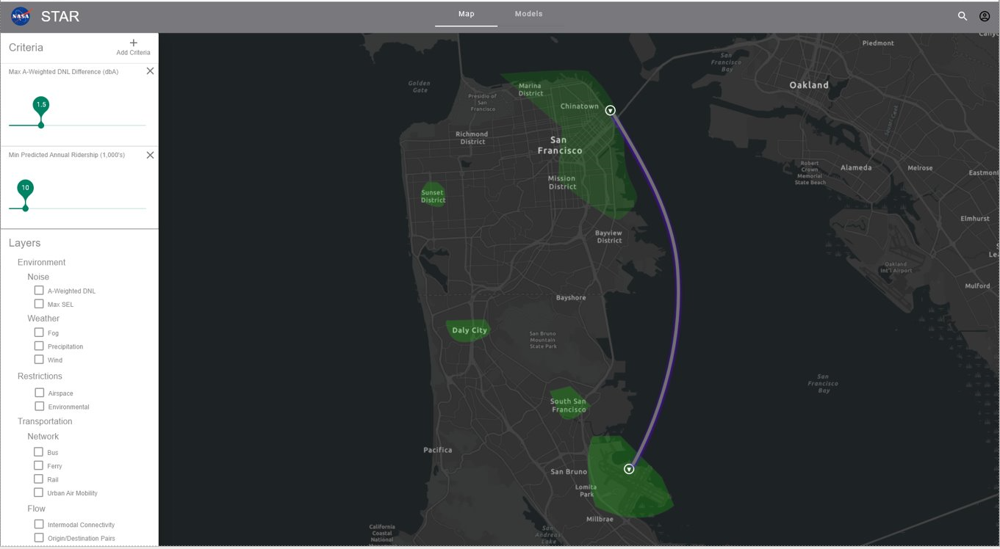 NASA
STAR
Map
Models
Criteria
Add Criteria
Max A-Weighted DNL Difference (dbA)
1.5
Min Predicted Annual Ridership (1,000's)
10
Layers
Environment
Noise
A-Weighted DNL
Max SEL
Weather
Fog
Precipitation
Wind
Restrictions
Airspace
Environmental
Transportation
Network
Bus
Ferry
Rail
Urban Air Mobility
Flow
Intermodal Connectivity
Origin/Destination Pairs
Piedmont
San
Francisco
Bay
Oakland
Golden
Gate
Marina
District
Presidio of
San
Francisco
Chinatown
Richmond
District
San
Francisco
Mission
District
Sunset
District
Bayview
District
Robert
Crown
Memorial
State Beach
Alameda
Melrose
Eastmon
Elmhurst
Oakland
Int'l Airport
Mulford
Bayshore
Daly City
San Bruno
Mountain
State Park
San
Francisco
Bay
South San
Francisco
Pacifica
San Bruno
Lomita
Park
Millbrae
California
Coastal
National
San
Andreas
Lake